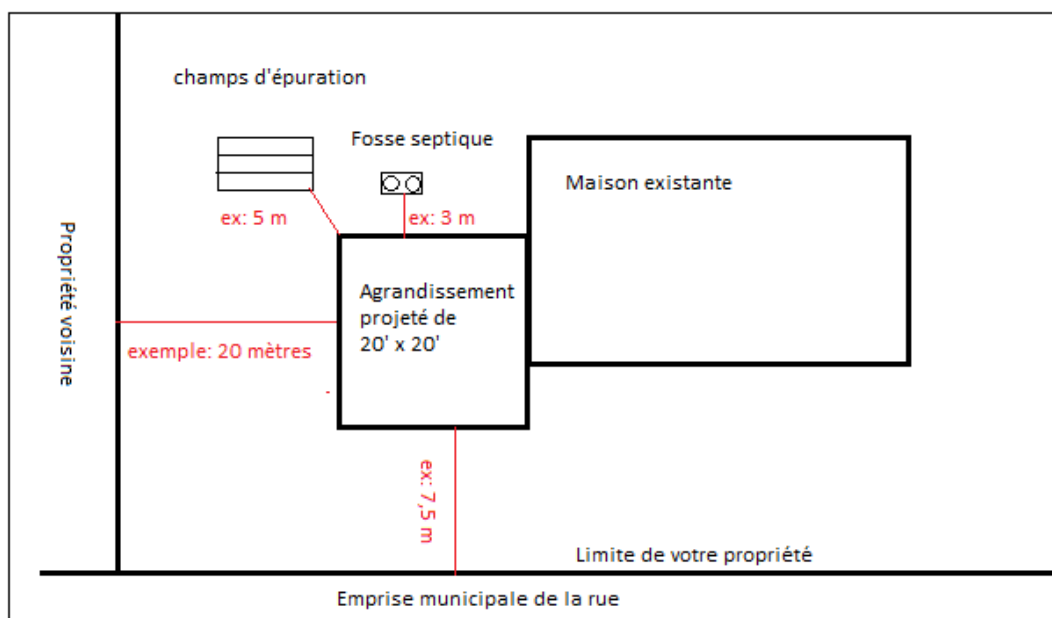 champs d'épuration
Fosse septique
Maison existante
ex: 5 m
ex: 3 m
Propriété voisine
Agrandissement
projeté de
20' x 20'
exemple: 20 mètres
ex: 7,5 m
Limite de votre propriété
Emprise municipale de la rue